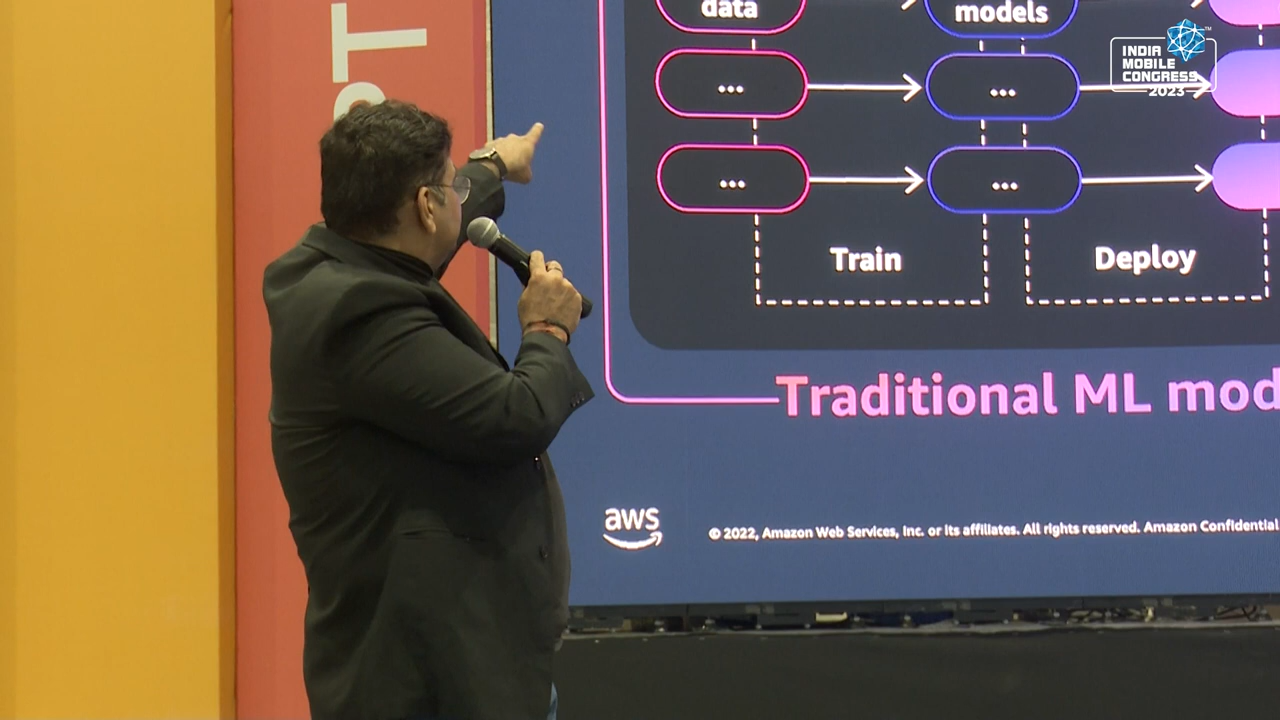 data
models
INDIA
MOBILE
CONGRESS
2023
...
...
...
...
Train
Deploy
Traditional ML mod
aws
© 2022, Amazon Web Services, Inc. or its affiliates. All rights reserved. Amazon Confidential